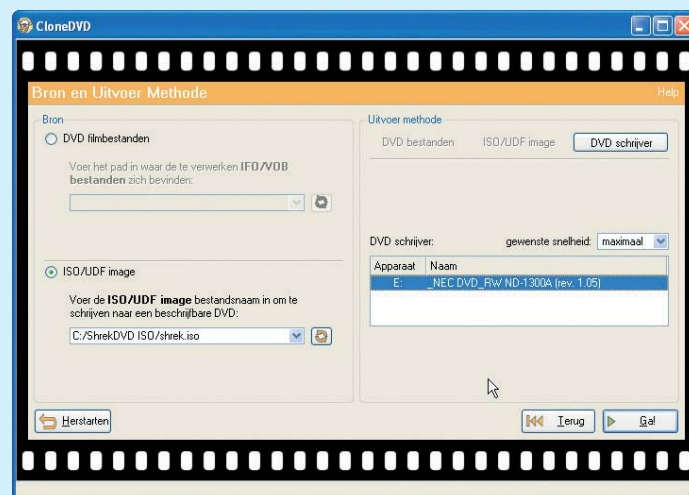 CloneDVD
Bron en Uitvoer Methode
Help
Bron
DVD filmbestanden
Voer het pad in waar de te verwerken IFO/VOB
bestanden zich bevinden:
ISO/UDF image
Voer de ISO/UDF image bestandsnaam in om te
schrijven naar een beschrijfbare DVD:
C:/ShrekDVD ISO/shrek.iso
Uitvoer methode
DVD bestanden ISO/UDF image DVD schrijver
DVD schrijver: gewenste snelheid: maximaal
Apparaat Naam
E: _NEC DVD_RW ND-1300A (rev. 1.05)
Herstarten
Terug
Ga!